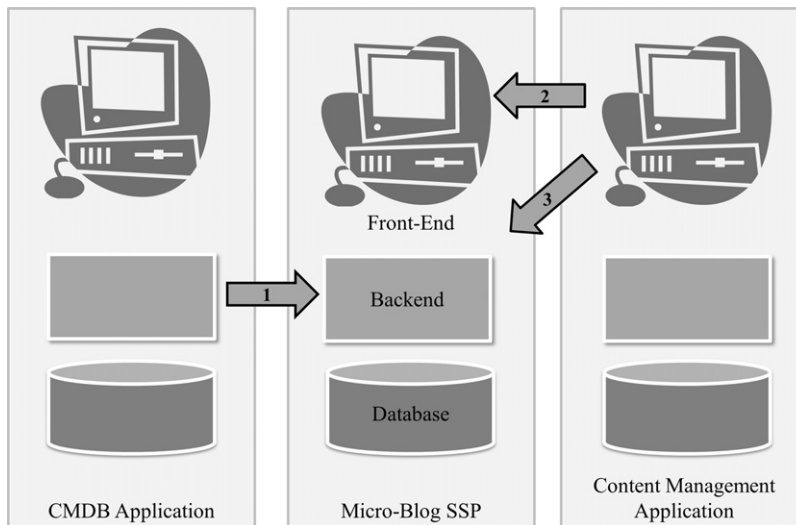 2
3
Front-End
1
Backend
Database
CMDB Application
Micro-Blog SSP
Content Management
Application